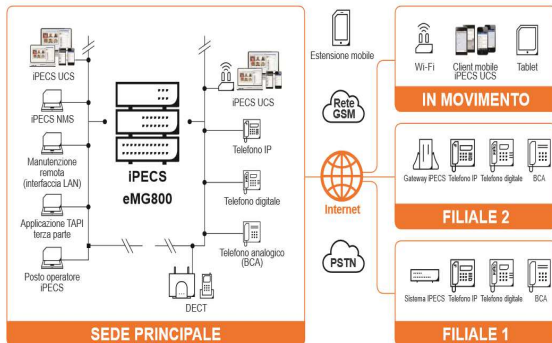 iPECS UCS
iPECS NMS
Manutenzione
remota
(interfaccia LAN)
Applicazione TAPI
terza parte
Posto operatore
iPECS
iPECS
eMG800
iPECS UCS
Telefono IP
Telefono digitale
Telefono analogico
(BCA)
DECT
SEDE PRINCIPALE
Estensione mobile
Rete
GSM
Internet
PSTN
Wi-Fi
Client mobile
iPECS UCS
Tablet
IN MOVIMENTO
Gateway iPECS
Telefono IP
Telefono digitale
BCA
FILIALE 2
Sistema IPECS
Telefono IP
Telefono digitale
BCA
FILIALE 1